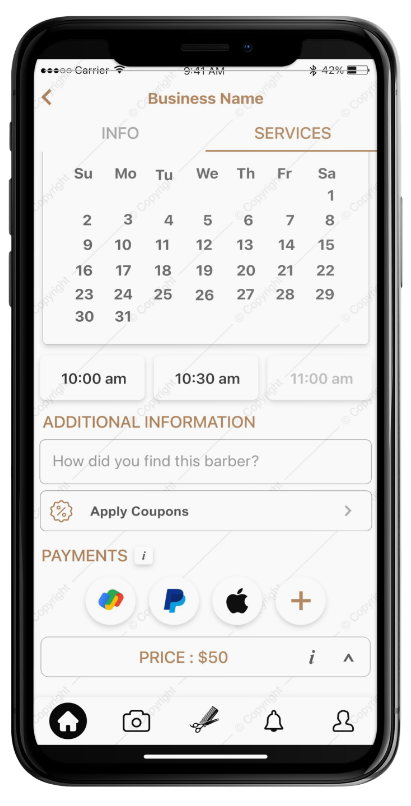 Carrier 9:41 AM 42%
Business Name
INFO SERVICES
Su Mo Tu We Th Fr Sa
1
2 3 4 5 6 7 8
9 10 11 12 13 14 15
16 17 18 19 20 21 22
23 24 25 26 27 28 29
30 31
10:00 am 10:30 am 11:00 am
ADDITIONAL INFORMATION
How did you find this barber?
% Apply Coupons
PAYMENTS i
PRICE : $50 i
© Copyright